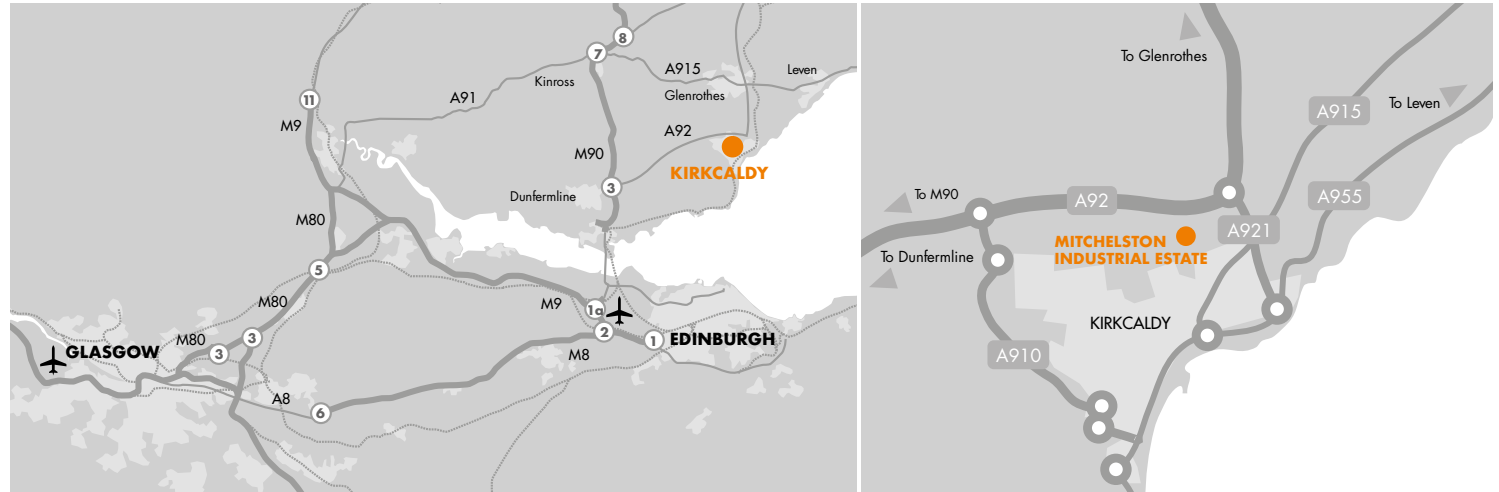 8
7
Kinross
A915
Leven
Glenrothes
A91
11
M9
A92
M90
KIRKCALDY
3
Dunfermline
M80
5
M80
M9
1a
2
1
EDINBURGH
M8
M80
3
3
GLASGOW
A8
6
To Glenrothes
A915
To Leven
To M90
A92
A955
A921
MITCHELSTON
INDUSTRIAL ESTATE
To Dunfermline
KIRKCALDY
A910